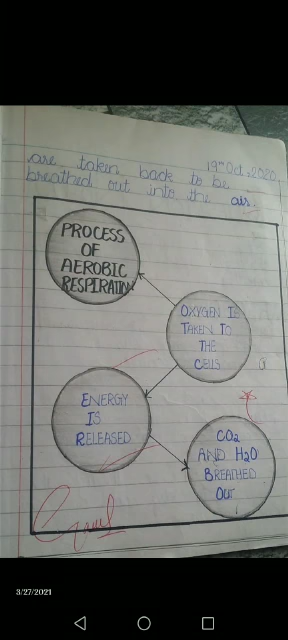 19th Oct, 2020
are taken back to be
breathed out into the air.
PROCESS
OF
AEROBIC
RESPIRATION
OXYGEN IS
TAKEN TO
THE
CELLS
ENERGY
IS
RELEASED
CO2
AND H2O
BREATHED
OUT
3/27/2021